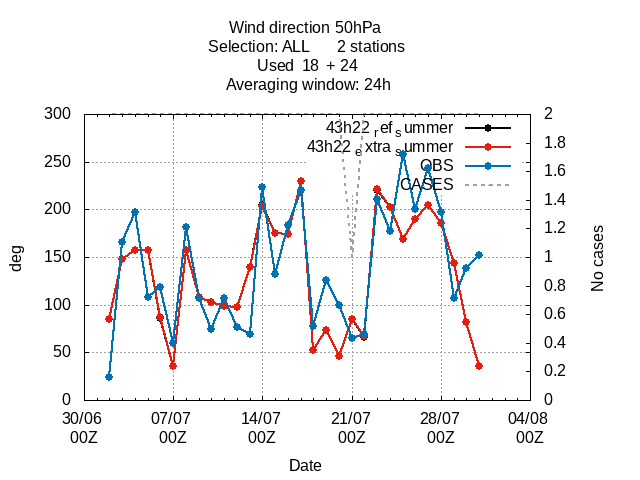 Wind direction 50hPa
Selection: ALL 2 stations
Used 18 + 24
Averaging window: 24h
43h22_ref_summer
43h22_extra_summer
OBS
CASES
300
250
200
150
100
50
0
deg
2
1.8
1.6
1.4
1.2
1
0.8
0.6
0.4
0.2
0
No cases
30/06 07/07 14/07 21/07 28/07 04/08
00Z 00Z 00Z 00Z 00Z 00Z
Date